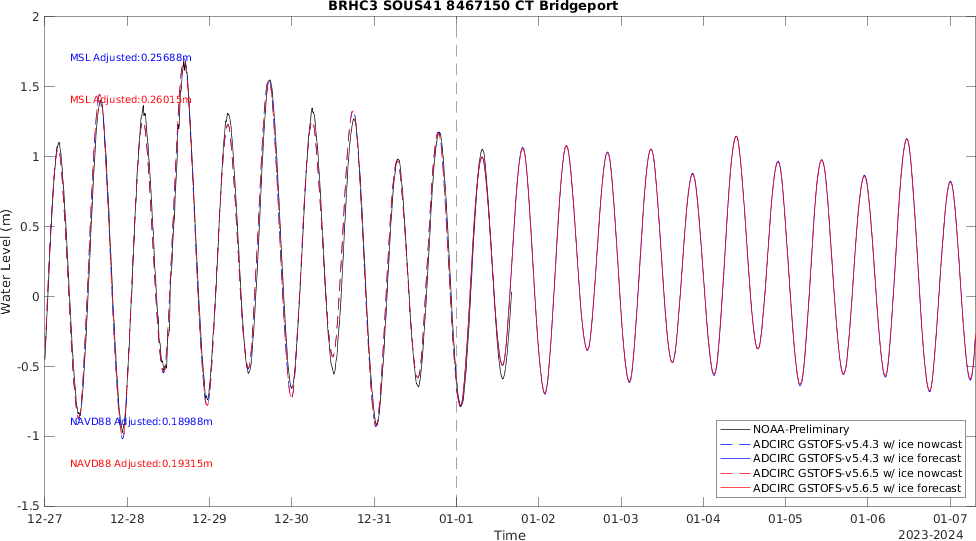 BRHC3 SOUS41 8467150 CT Bridgeport
2
1.5
1
0.5
0
-0.5
-1
-1.5
Water Level (m)
MSL Adjusted:0.25688m
MSL Adjusted:0.26015m
NAVD88 Adjusted:0.18988m
NAVD88 Adjusted:0.19315m
NOAA-Preliminary
ADCIRC GSTOFS-v5.4.3 w/ ice nowcast
ADCIRC GSTOFS-v5.4.3 w/ ice forecast
ADCIRC GSTOFS-v5.6.5 w/ ice nowcast
ADCIRC GSTOFS-v5.6.5 w/ ice forecast
12-27 12-28 12-29 12-30 12-31 01-01 01-02 01-03 01-04 01-05 01-06 01-07
Time
2023-2024